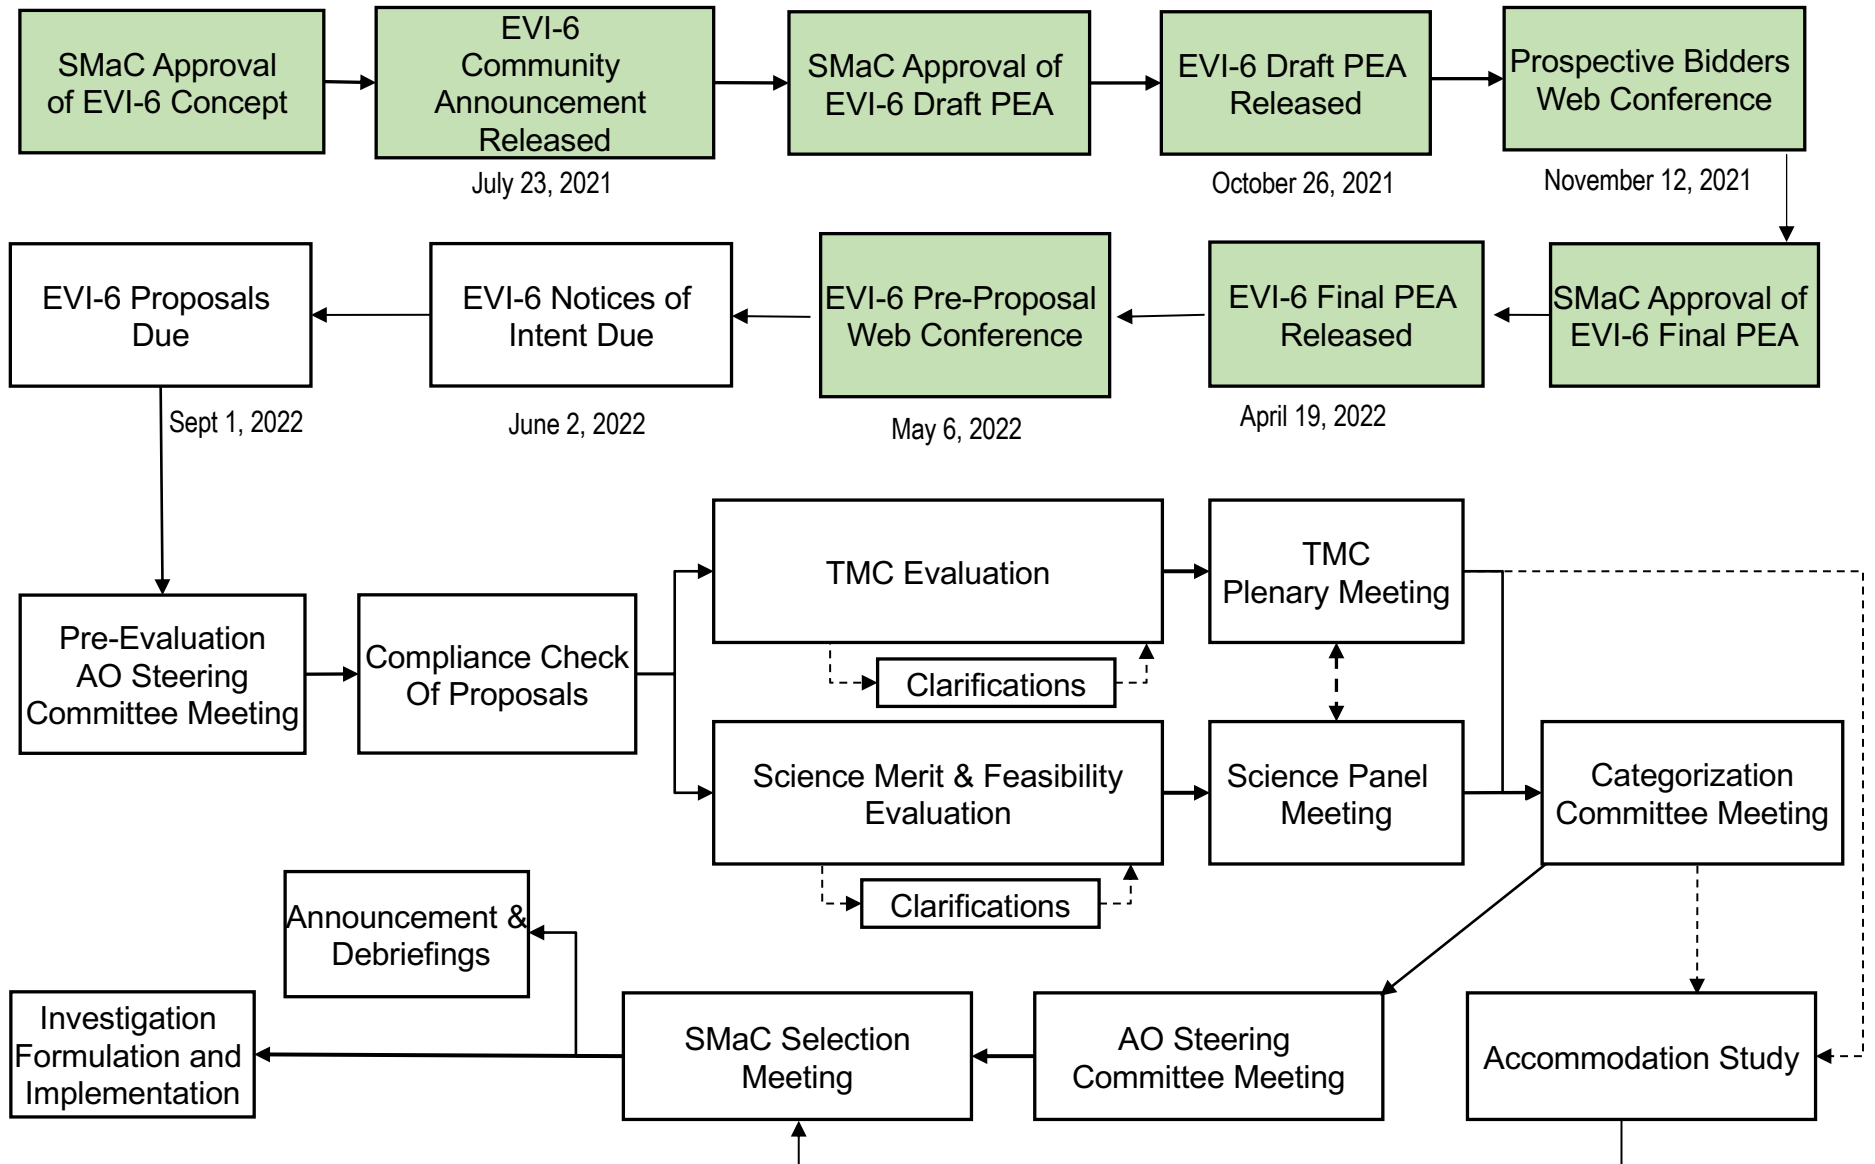 SMaC Approval
of EVI-6 Concept
EVI-6
Community
Announcement
Released
July 23, 2021
SMaC Approval of
EVI-6 Draft PEA
EVI-6 Draft PEA
Released
October 26, 2021
Prospective Bidders
Web Conference
November 12, 2021
SMaC Approval of
EVI-6 Final PEA
EVI-6 Final PEA
Released
April 19, 2022
EVI-6 Pre-Proposal
Web Conference
May 6, 2022
EVI-6 Notices of
Intent Due
June 2, 2022
EVI-6 Proposals
Due
Sept 1, 2022
Pre-Evaluation
AO Steering
Committee Meeting
Compliance Check
Of Proposals
TMC Evaluation
Clarifications
TMC
Plenary Meeting
Science Merit & Feasibility
Evaluation
Clarifications
Science Panel
Meeting
Categorization
Committee Meeting
Accommodation Study
AO Steering
Committee Meeting
SMaC Selection
Meeting
Announcement &
Debriefings
Investigation
Formulation and
Implementation